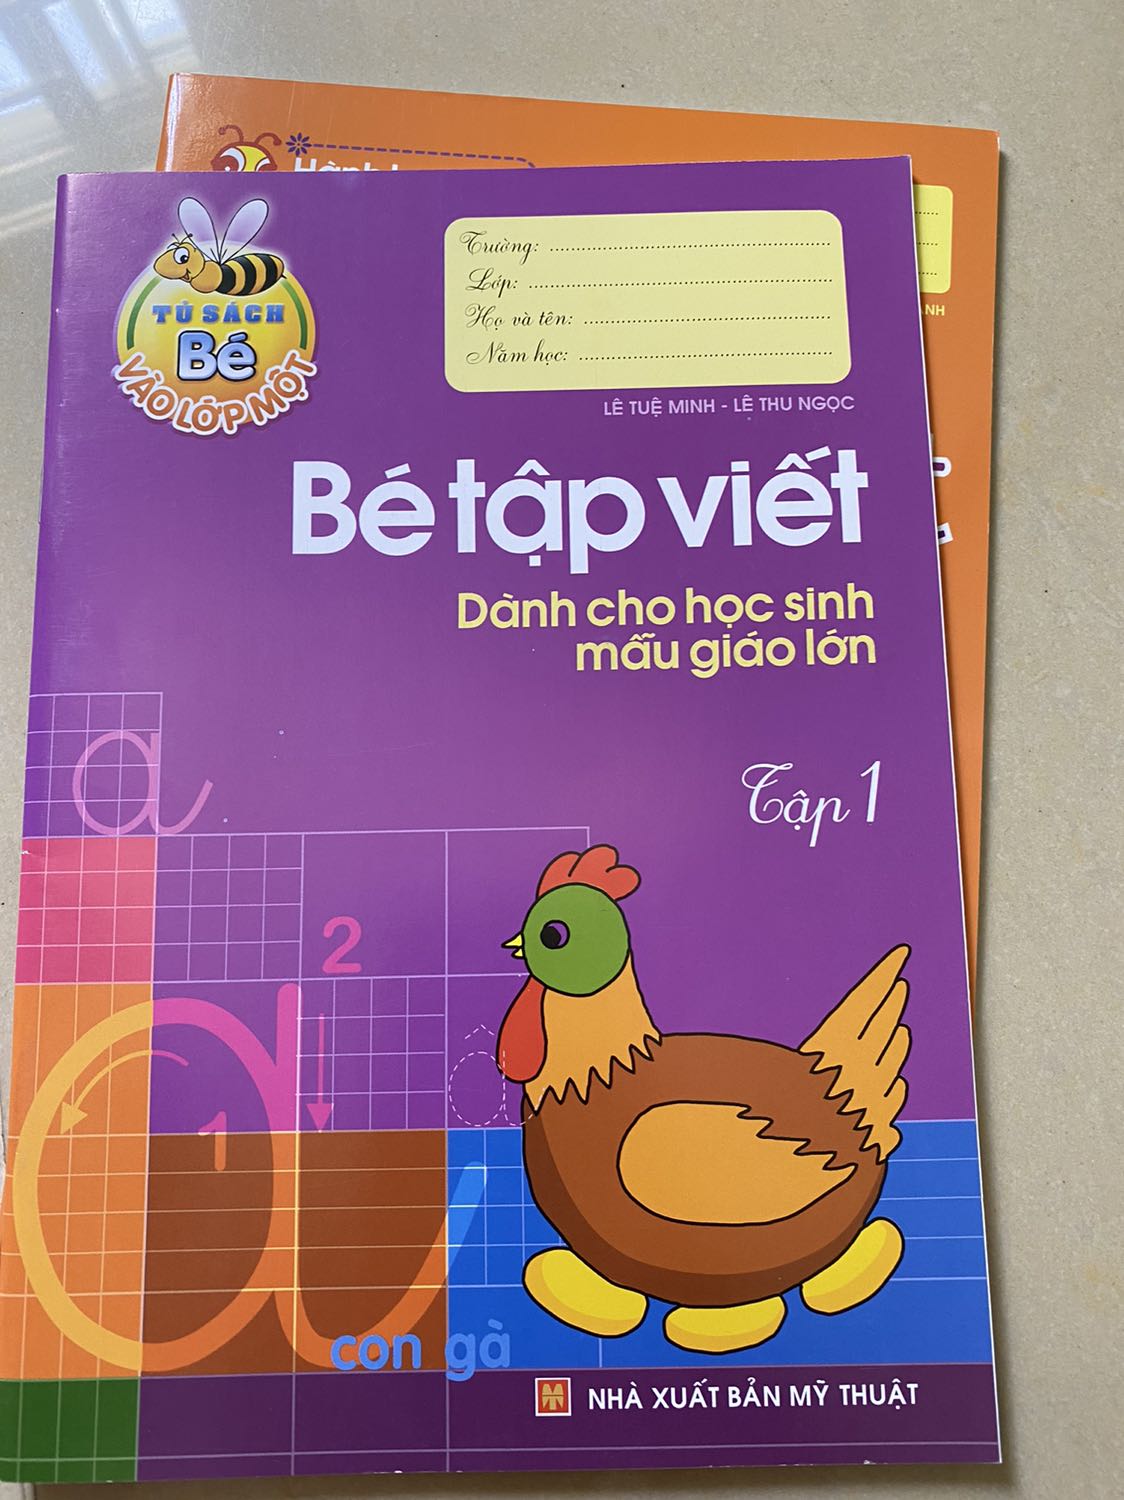 TỦ SÁCH
Bé
VÀO LỚP MỘT
Trường:
Lớp:
Họ và tên:
Năm học:
LÊ TUỆ MINH - LÊ THU NGỌC
Bé tập viết
Dành cho học sinh
mẫu giáo lớn
Tập 1
a
2
a
1
â
con gà
NHÀ XUẤT BẢN MỸ THUẬT